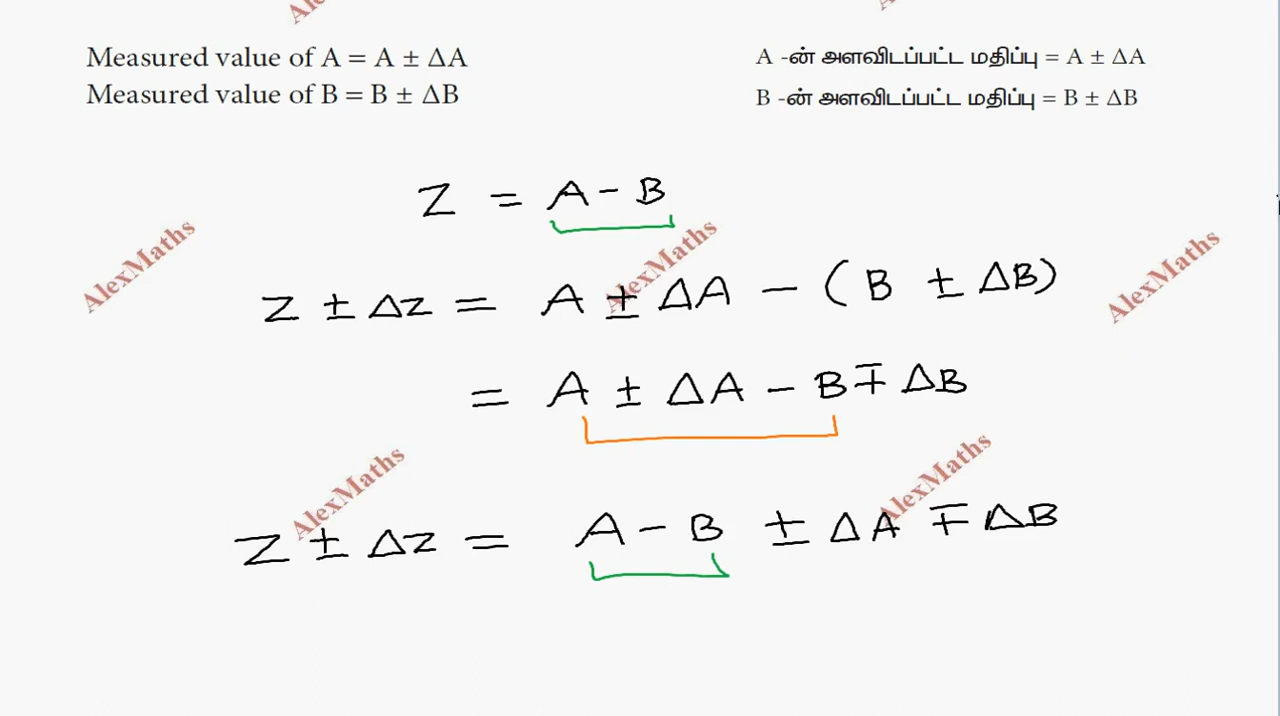 Measured value of A = A ± ΔA
Measured value of B = B ± ΔB
A -ன் அளவிடப்பட்ட மதிப்பு = A ± ΔA
B -ன் அளவிடப்பட்ட மதிப்பு = B ± ΔB
Z = A − B
AlexMaths
AlexMaths
AlexMaths
Z ± ΔZ = A ± ΔA − (B ± ΔB)
= A ± ΔA − B ∓ ΔB
AlexMaths
AlexMaths
Z ± ΔZ = A − B ± ΔA ∓ ΔB